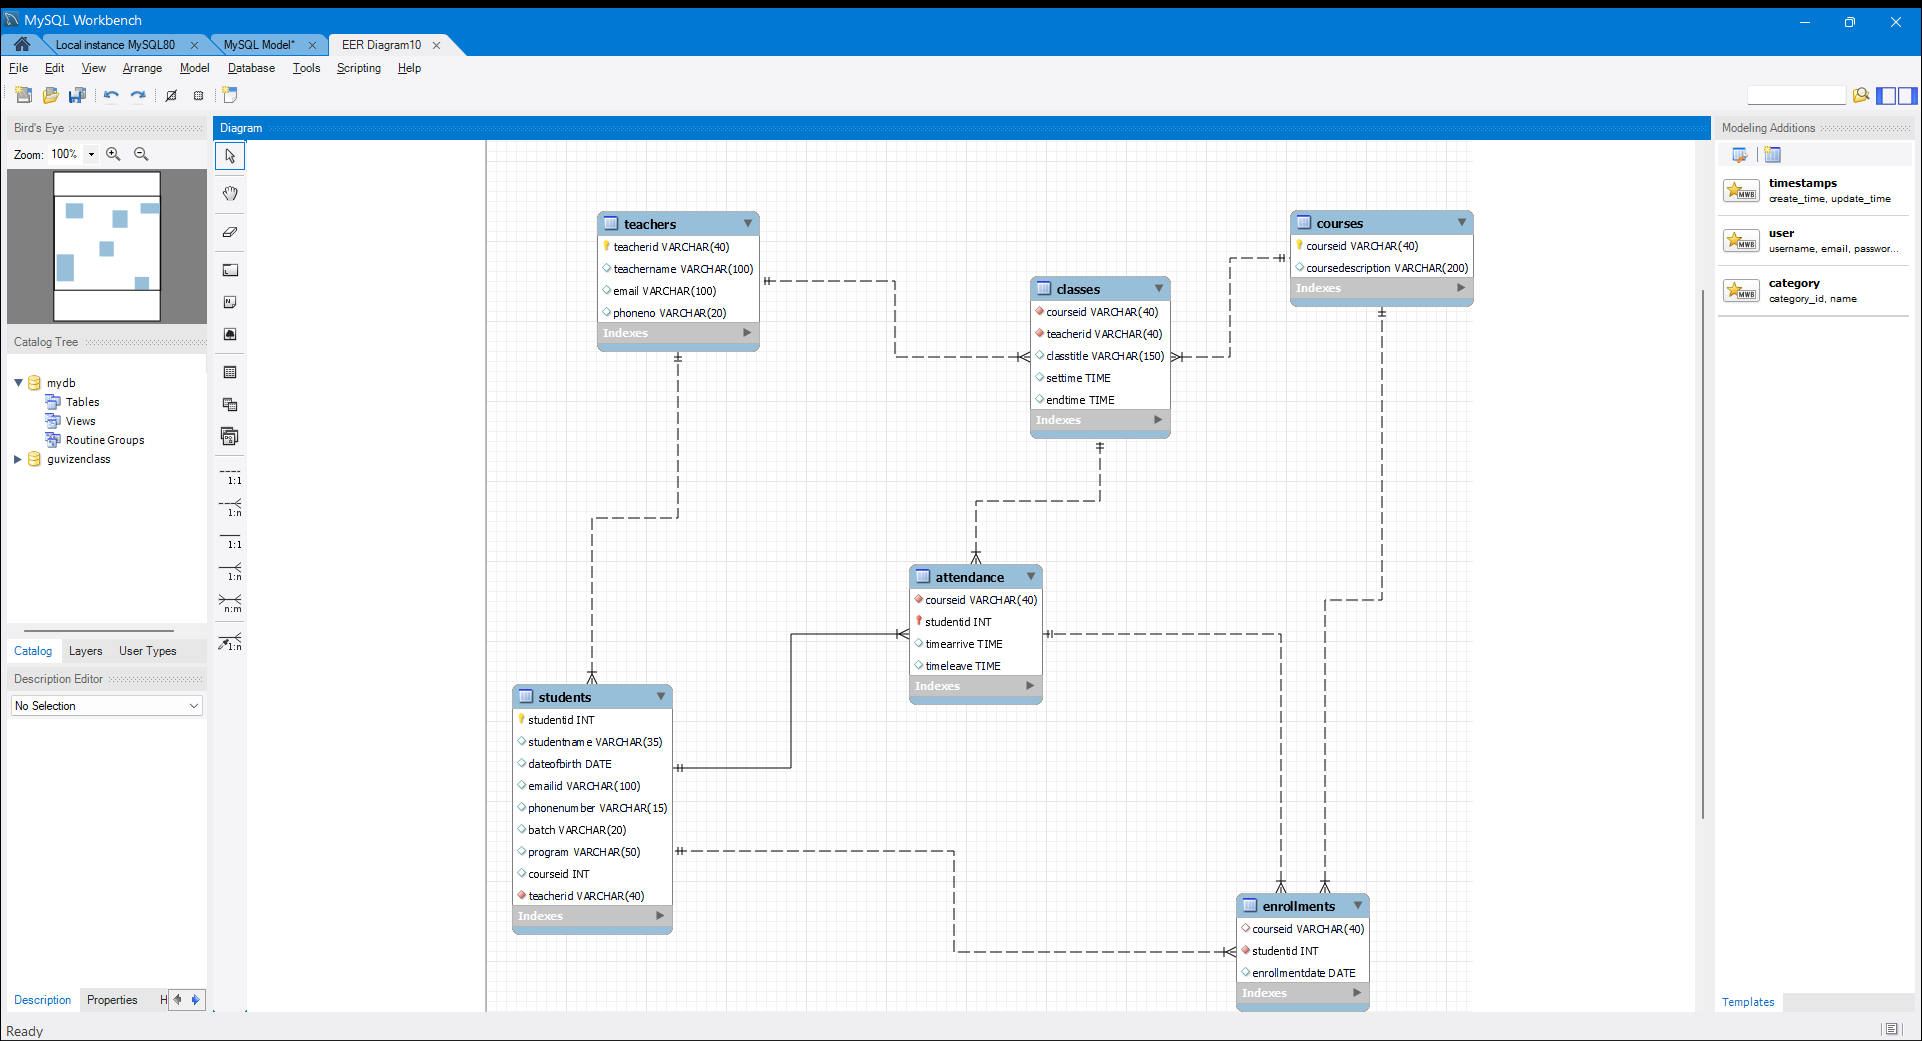 MySQL Workbench
Local instance MySQL80
MySQL Model*
EER Diagram10
File Edit View Arrange Model Database Tools Scripting Help
Bird's Eye
Zoom: 100%
Catalog Tree
mydb
Tables
Views
Routine Groups
guvizenclass
Catalog Layers User Types
Description Editor
No Selection
Description Properties H
Ready
Diagram
1:1
1:n
1:1
1:n
n:m
1:n
teachers
teacherid VARCHAR(40)
teachername VARCHAR(100)
email VARCHAR(100)
phoneno VARCHAR(20)
Indexes
classes
courseid VARCHAR(40)
teacherid VARCHAR(40)
classtitle VARCHAR(150)
settime TIME
endtime TIME
Indexes
courses
courseid VARCHAR(40)
coursedescription VARCHAR(200)
Indexes
attendance
courseid VARCHAR(40)
studentid INT
timearrive TIME
timeleave TIME
Indexes
students
studentid INT
studentname VARCHAR(35)
dateofbirth DATE
emailid VARCHAR(100)
phonenumber VARCHAR(15)
batch VARCHAR(20)
program VARCHAR(50)
courseid INT
teacherid VARCHAR(40)
Indexes
enrollments
courseid VARCHAR(40)
studentid INT
enrollmentdate DATE
Indexes
Modeling Additions
MWB
timestamps
create_time, update_time
MWB
user
username, email, passwor...
MWB
category
category_id, name
Templates